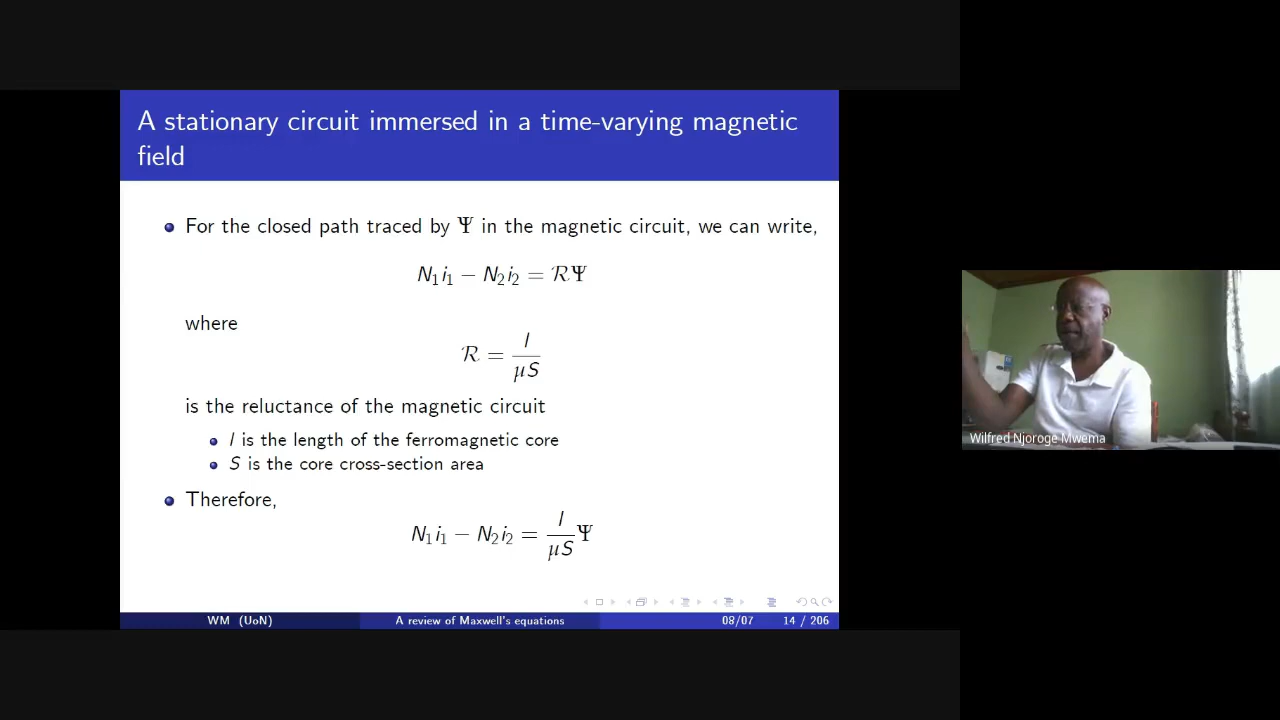 A stationary circuit immersed in a time-varying magnetic
field
For the closed path traced by Ψ in the magnetic circuit, we can write,
N₁i₁ − N₂i₂ = ℛΨ
where
ℛ = l/μS
is the reluctance of the magnetic circuit
l is the length of the ferromagnetic core
S is the core cross-section area
Therefore,
N₁i₁ − N₂i₂ = l/μS Ψ
WM (UoN) A review of Maxwell's equations 08/07 14 / 206
Wilfred Njoroge Mwema